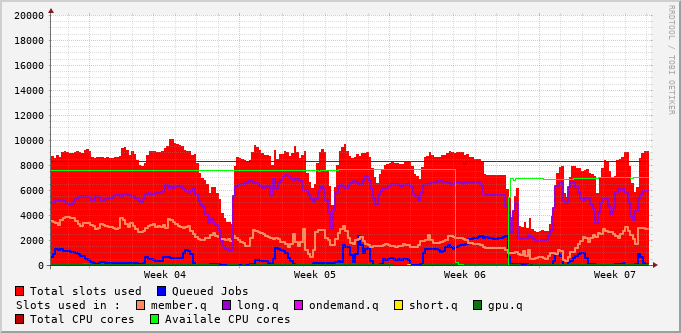 20000
18000
16000
14000
12000
10000
8000
6000
4000
2000
0
Week 04 Week 05 Week 06 Week 07
Total slots used Queued Jobs
Slots used in : member.q long.q ondemand.q short.q gpu.q
Total CPU cores Availale CPU cores
RRDTOOL / TOBI OETIKER